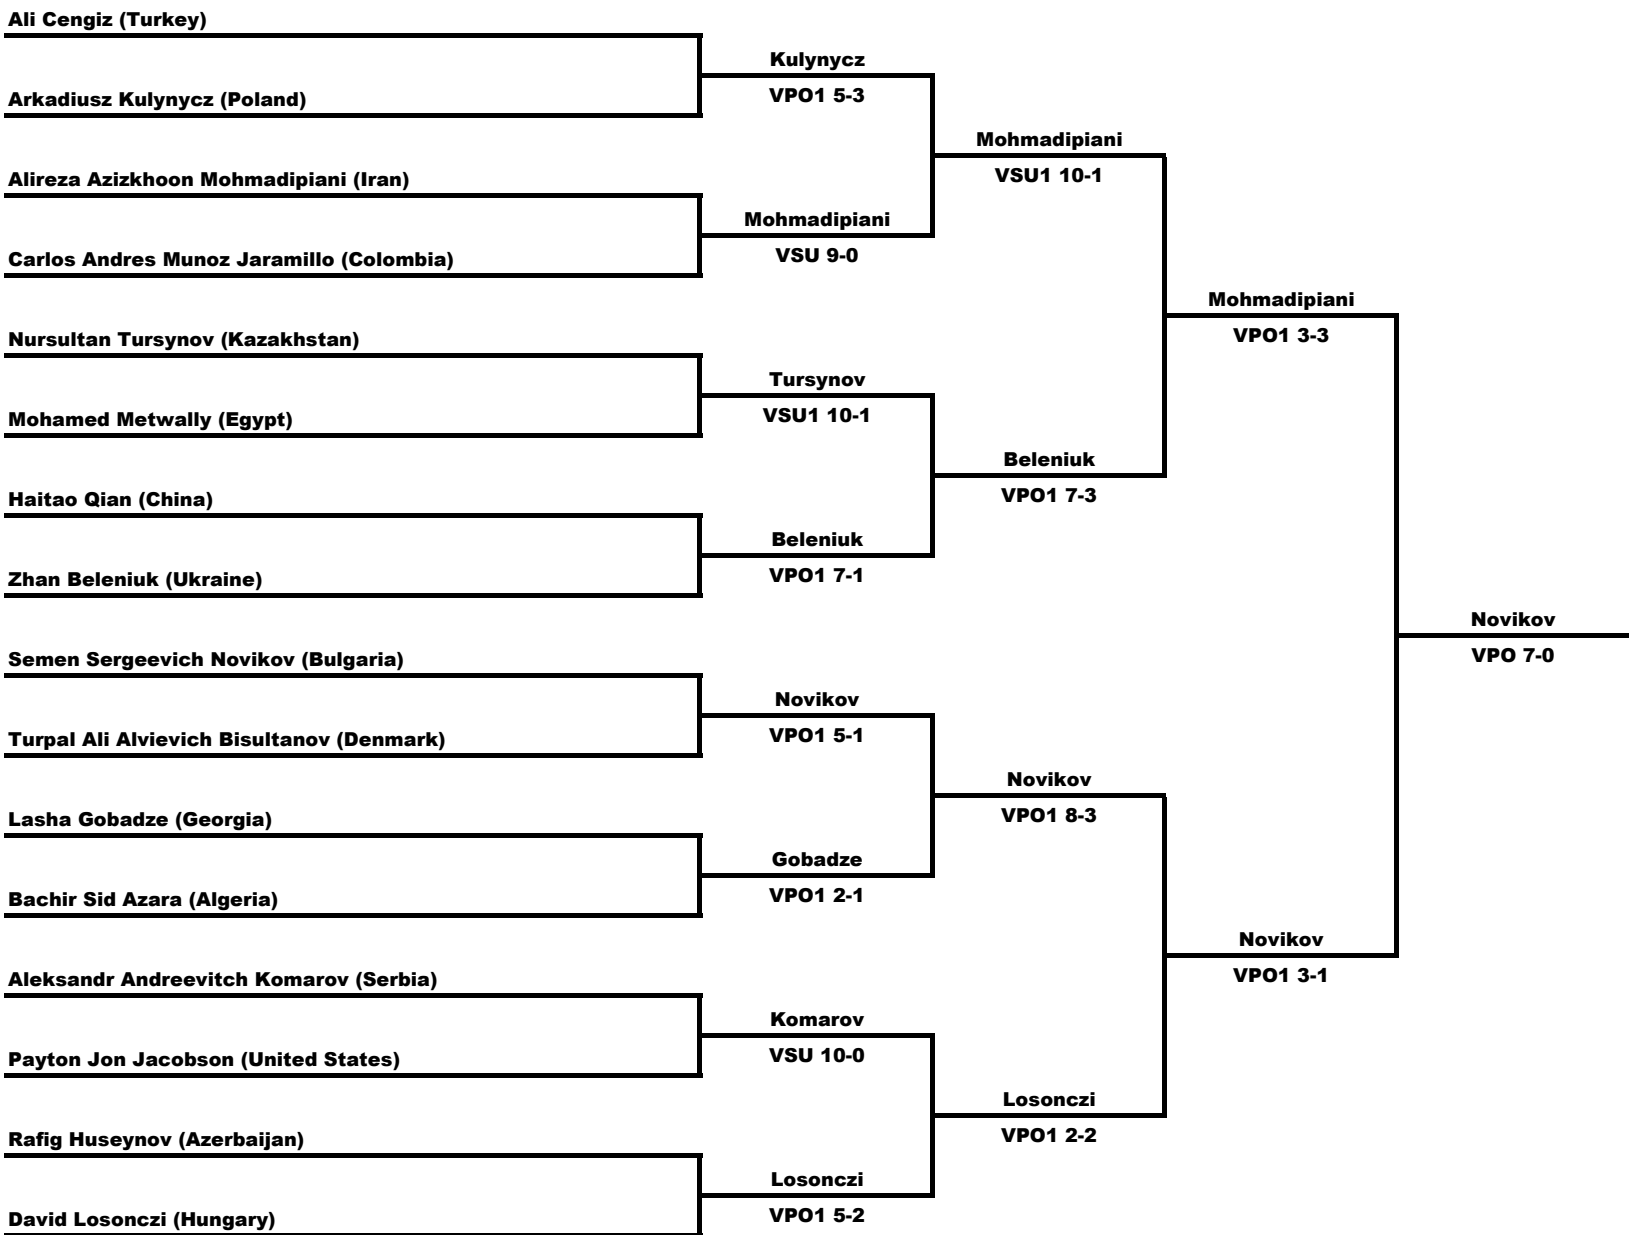 Ali Cengiz (Turkey)
Kulynycz
VPO1 5-3
Arkadiusz Kulynycz (Poland)
Mohmadipiani
VSU1 10-1
Alireza Azizkhoon Mohmadipiani (Iran)
Mohmadipiani
VSU 9-0
Carlos Andres Munoz Jaramillo (Colombia)
Mohmadipiani
VPO1 3-3
Nursultan Tursynov (Kazakhstan)
Tursynov
VSU1 10-1
Mohamed Metwally (Egypt)
Beleniuk
VPO1 7-3
Haitao Qian (China)
Beleniuk
VPO1 7-1
Zhan Beleniuk (Ukraine)
Novikov
VPO 7-0
Semen Sergeevich Novikov (Bulgaria)
Novikov
VPO1 5-1
Turpal Ali Alvievich Bisultanov (Denmark)
Novikov
VPO1 8-3
Lasha Gobadze (Georgia)
Gobadze
VPO1 2-1
Bachir Sid Azara (Algeria)
Novikov
VPO1 3-1
Aleksandr Andreevitch Komarov (Serbia)
Komarov
VSU 10-0
Payton Jon Jacobson (United States)
Losonczi
VPO1 2-2
Rafig Huseynov (Azerbaijan)
Losonczi
VPO1 5-2
David Losonczi (Hungary)